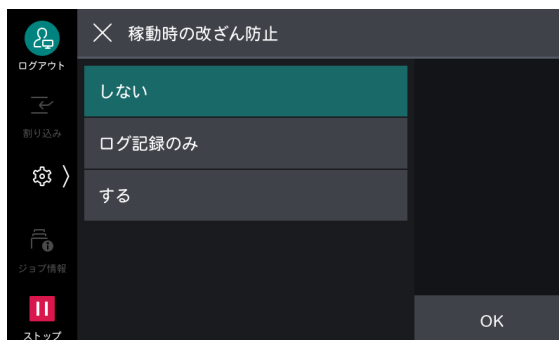 稼動時の改ざん防止
ログアウト
しない
割り込み
ログ記録のみ
する
ジョブ情報
OK
ストップ